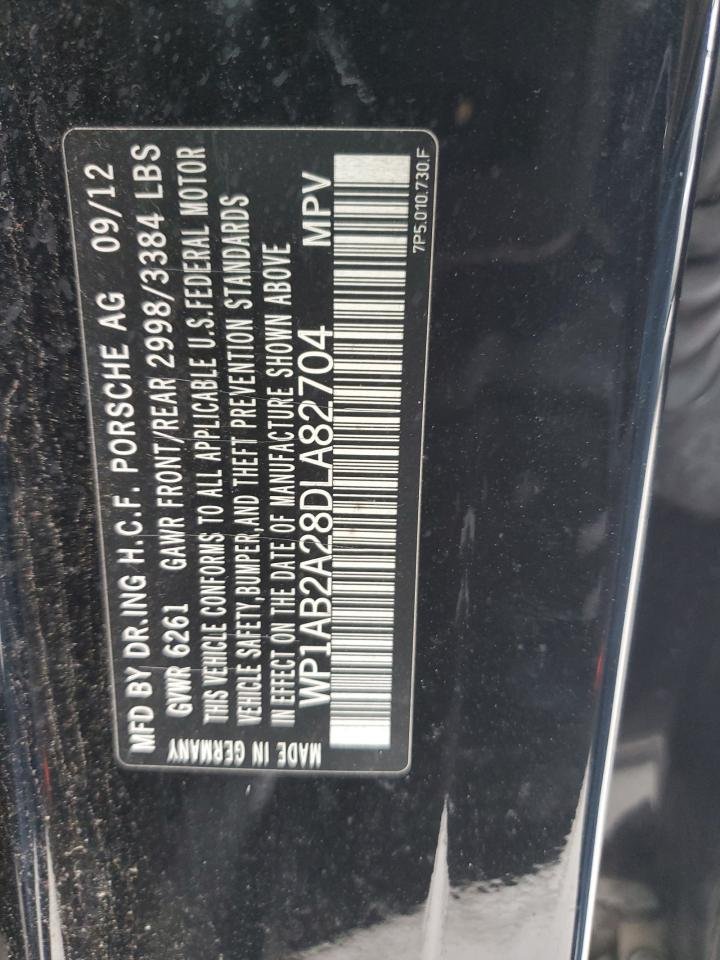 MFD BY DR.ING H.C.F. PORSCHE AG 09/12
GVWR 6261 GAWR FRONT/REAR 2998/3384 LBS
THIS VEHICLE CONFORMS TO ALL APPLICABLE U.S.FEDERAL MOTOR
VEHICLE SAFETY,BUMPER,AND THEFT PREVENTION STANDARDS
IN EFFECT ON THE DATE OF MANUFACTURE SHOWN ABOVE
WP1AB2A28DLA82704 MPV
7P5.010.730.F
MADE IN GERMANY